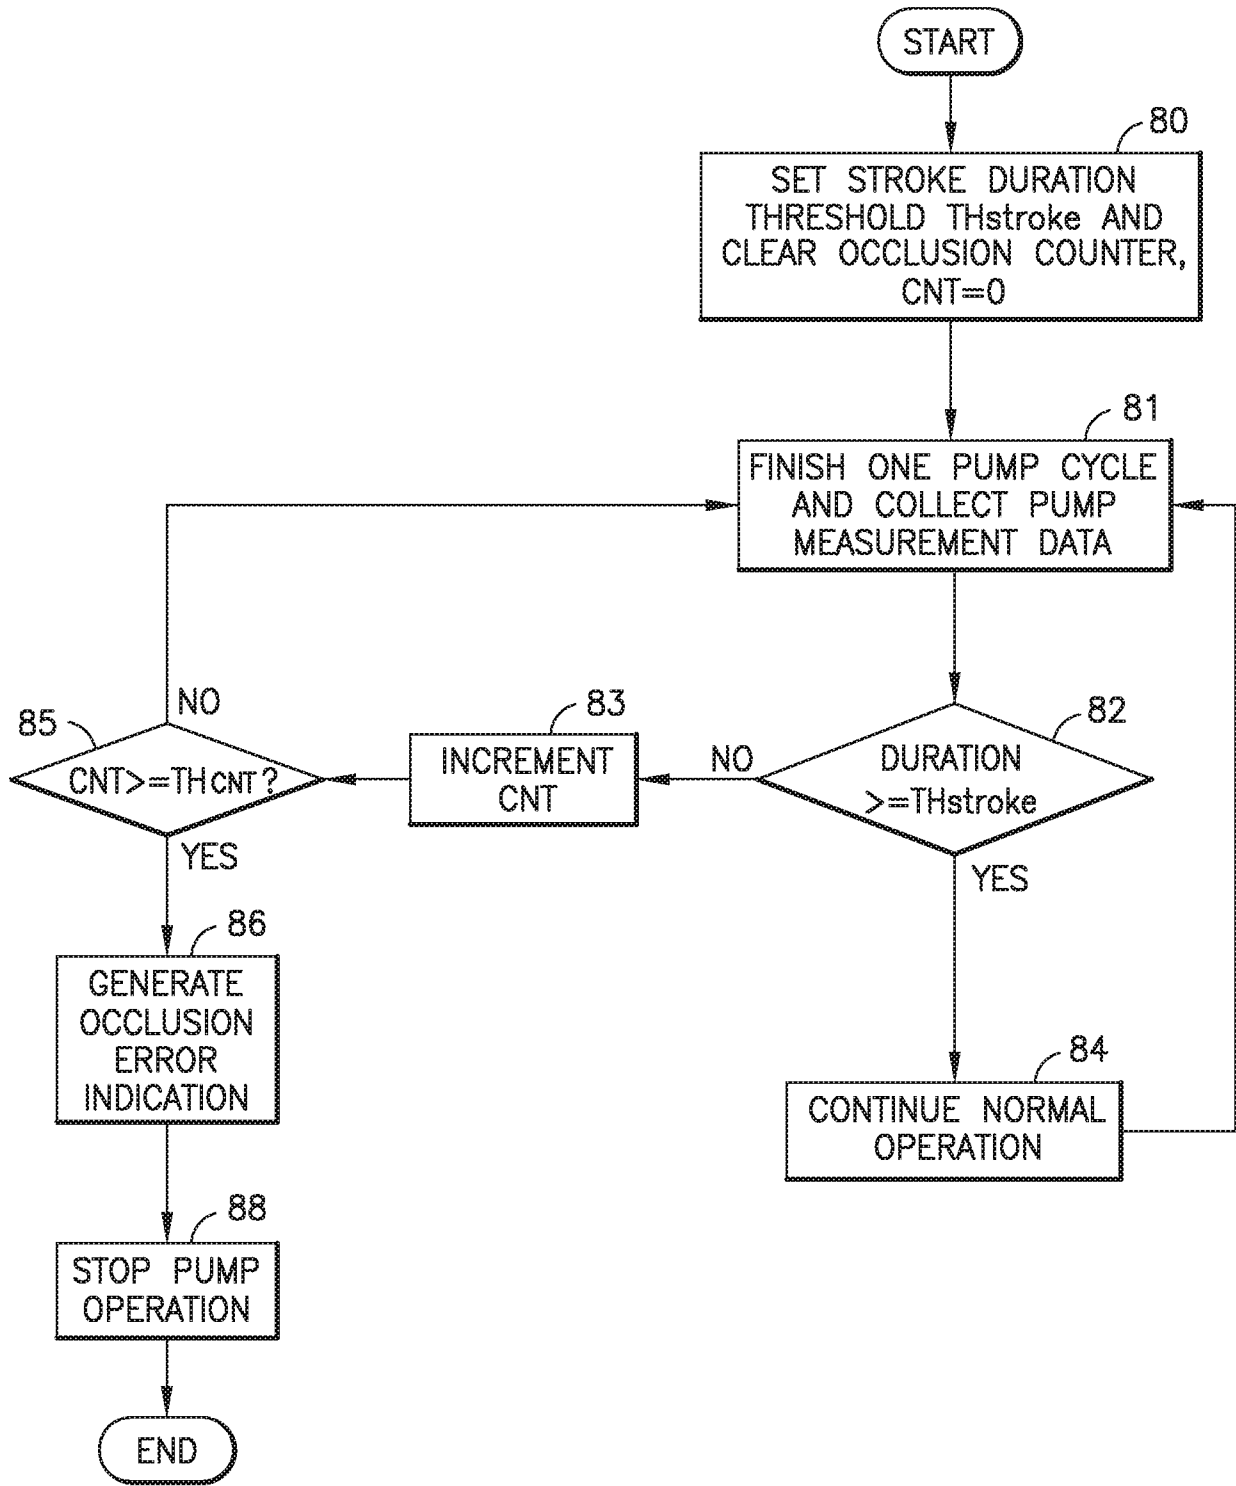 START
80
SET STROKE DURATION
THRESHOLD THstroke AND
CLEAR OCCLUSION COUNTER,
CNT=0
81
FINISH ONE PUMP CYCLE
AND COLLECT PUMP
MEASUREMENT DATA
82
DURATION
>=THstroke
NO
YES
83
INCREMENT
CNT
85
CNT>=THCNT?
NO
YES
84
CONTINUE NORMAL
OPERATION
86
GENERATE
OCCLUSION
ERROR
INDICATION
88
STOP PUMP
OPERATION
END